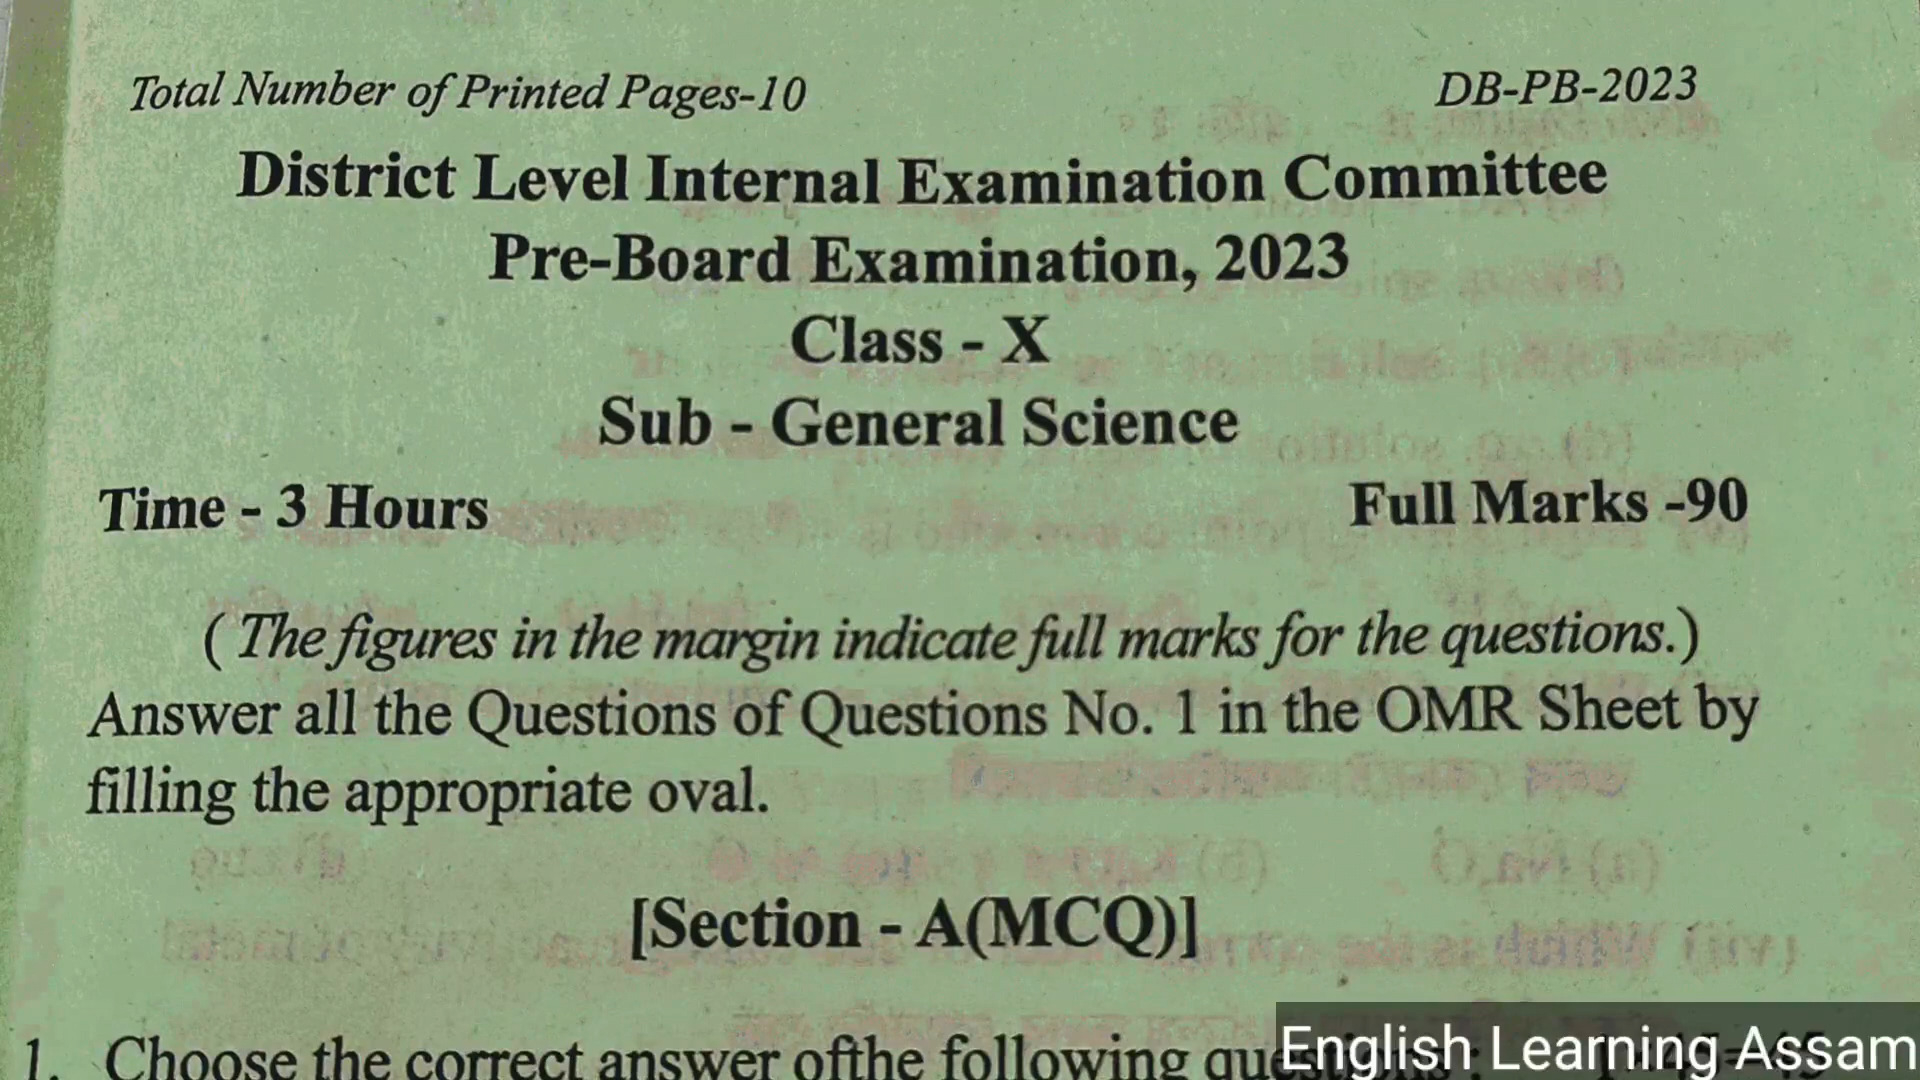 Total Number of Printed Pages-10
DB-PB-2023
District Level Internal Examination Committee
Pre-Board Examination, 2023
Class - X
Sub - General Science
Time - 3 Hours
Full Marks -90
( The figures in the margin indicate full marks for the questions.)
Answer all the Questions of Questions No. 1 in the OMR Sheet by
filling the appropriate oval.
[Section - A(MCQ)]
1. Choose the correct answer ofthe following questions :
English Learning Assam